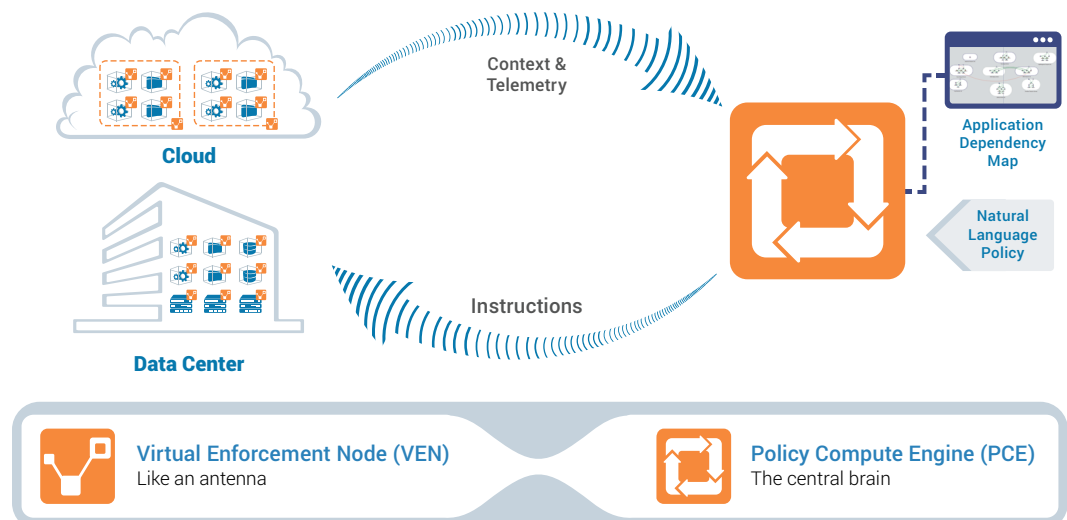 Context &
Telemetry
Cloud
Application
Dependency
Map
Natural
Language
Policy
Instructions
Data Center
Virtual Enforcement Node (VEN)
Like an antenna
Policy Compute Engine (PCE)
The central brain